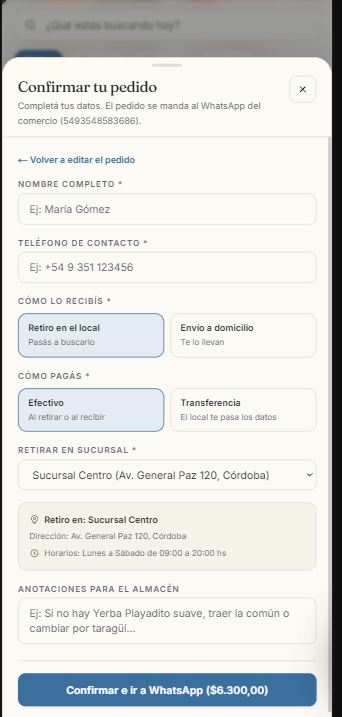 ¿Qué estás buscando hoy?
Confirmar tu pedido
Completá tus datos. El pedido se manda al WhatsApp del
comercio (5493548583686).
← Volver a editar el pedido
NOMBRE COMPLETO *
Ej: María Gómez
TELÉFONO DE CONTACTO *
Ej: +54 9 351 123456
CÓMO LO RECIBÍS *
Retiro en el local
Pasás a buscarlo
Envío a domicilio
Te lo llevan
CÓMO PAGÁS *
Efectivo
Al retirar o al recibir
Transferencia
El local te pasa los datos
RETIRAR EN SUCURSAL *
Sucursal Centro (Av. General Paz 120, Córdoba)
Retiro en: Sucursal Centro
Dirección: Av. General Paz 120, Córdoba
Horarios: Lunes a Sábado de 09:00 a 20:00 hs
ANOTACIONES PARA EL ALMACÉN
Ej: Si no hay Yerba Playadito suave, traer la común o
cambiar por taragüí...
Confirmar e ir a WhatsApp ($6.300,00)